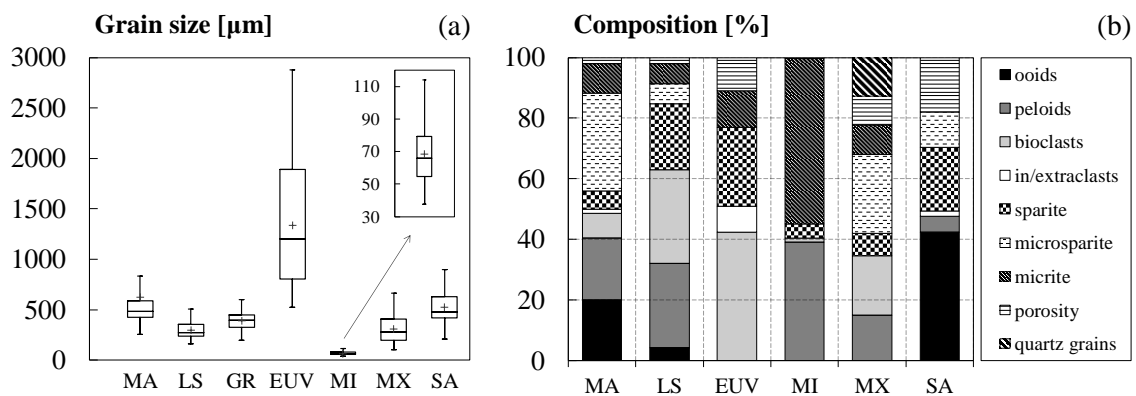 Grain size [µm] (a)
3000
2500
2000
1500
1000
500
0
110
90
70
50
30
MA LS GR EUV MI MX SA
Composition [%] (b)
100
80
60
40
20
0
MA LS EUV MI MX SA
ooids
peloids
bioclasts
in/extraclasts
sparite
microsparite
micrite
porosity
quartz grains